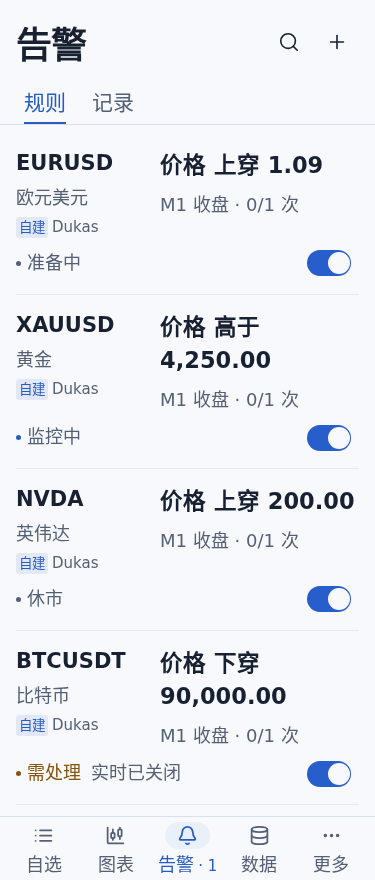 告警
规则 记录
EURUSD
价格 上穿 1.09
欧元美元
M1 收盘 · 0/1 次
自建 Dukas
准备中
XAUUSD
价格 高于
4,250.00
黄金
自建 Dukas
M1 收盘 · 0/1 次
监控中
NVDA
价格 上穿 200.00
英伟达
M1 收盘 · 0/1 次
自建 Dukas
休市
BTCUSDT
价格 下穿
90,000.00
比特币
自建 Dukas
M1 收盘 · 0/1 次
需处理 实时已关闭
自选 图表 告警 · 1 数据 更多